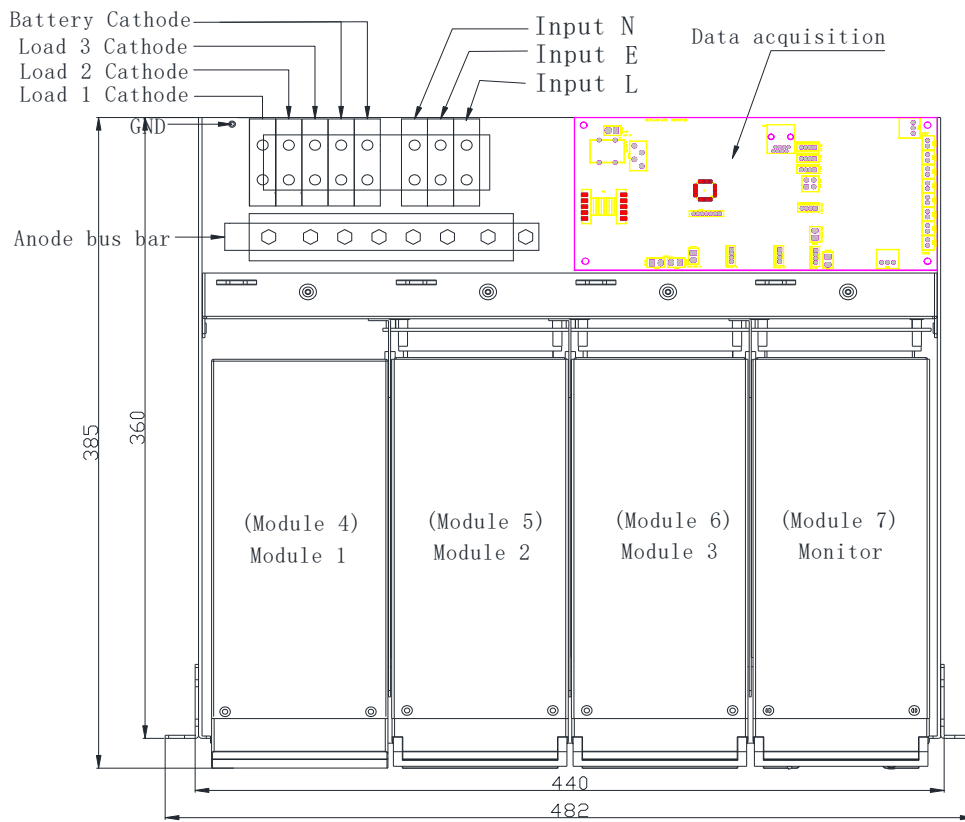 Battery Cathode
Load 3 Cathode
Load 2 Cathode
Load 1 Cathode
GND
Input N
Input E
Input L
Data acquisition
Anode bus bar
385
360
(Module 4)
Module 1
(Module 5)
Module 2
(Module 6)
Module 3
(Module 7)
Monitor
440
482